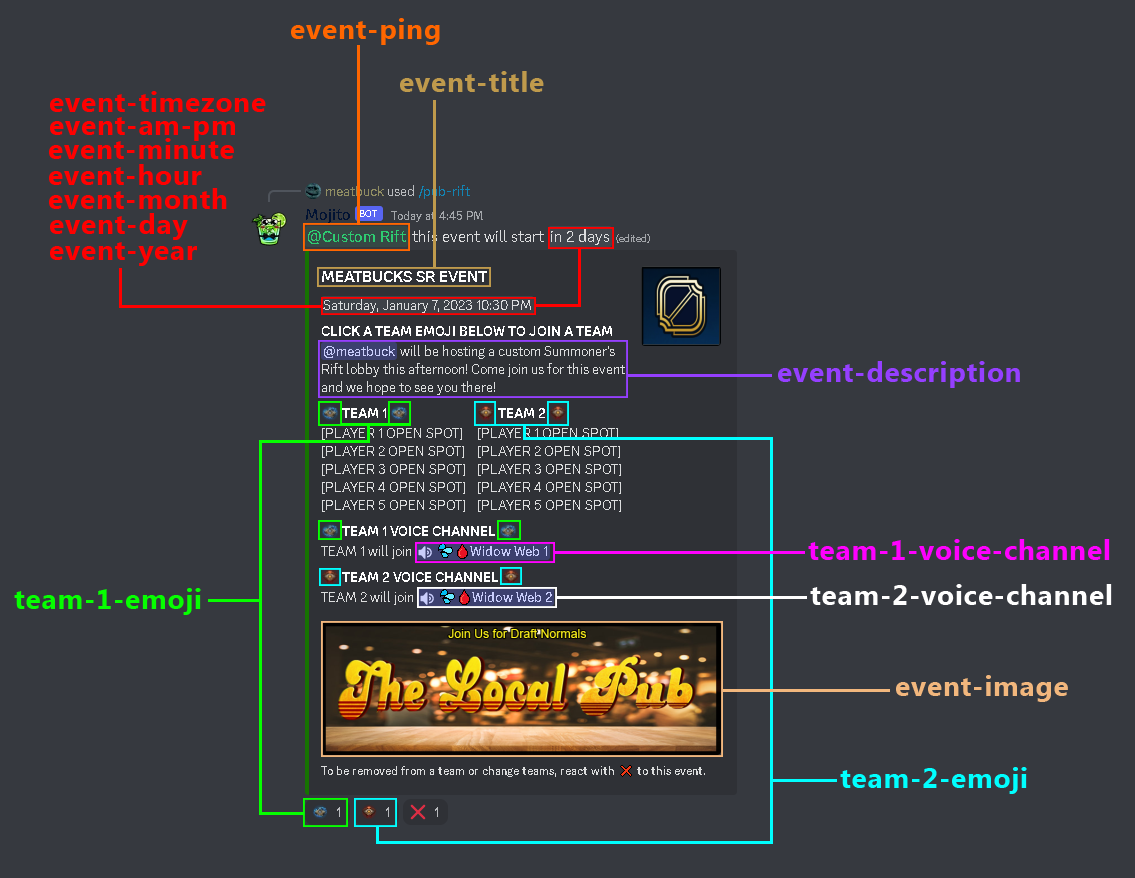 event-ping
event-title
event-timezone
event-am-pm
event-minute
event-hour
event-month
event-day
event-year
meatbuck used /pub-rift
Mojito BOT Today at 4:45 PM
@Custom Rift this event will start in 2 days (edited)
MEATBUCKS SR EVENT
Saturday, January 7, 2023 10:30 PM
CLICK A TEAM EMOJI BELOW TO JOIN A TEAM
@meatbuck will be hosting a custom Summoner's
Rift lobby this afternoon! Come join us for this event
and we hope to see you there!
event-description
TEAM 1 TEAM 2
[PLAYER 1 OPEN SPOT] [PLAYER 1 OPEN SPOT]
[PLAYER 2 OPEN SPOT] [PLAYER 2 OPEN SPOT]
[PLAYER 3 OPEN SPOT] [PLAYER 3 OPEN SPOT]
[PLAYER 4 OPEN SPOT] [PLAYER 4 OPEN SPOT]
[PLAYER 5 OPEN SPOT] [PLAYER 5 OPEN SPOT]
TEAM 1 VOICE CHANNEL
TEAM 1 will join Widow Web 1
team-1-voice-channel
TEAM 2 VOICE CHANNEL
TEAM 2 will join Widow Web 2
team-2-voice-channel
team-1-emoji
Join Us for Draft Normals
The Local Pub
event-image
To be removed from a team or change teams, react with ❌ to this event.
team-2-emoji
1 1 ❌ 1